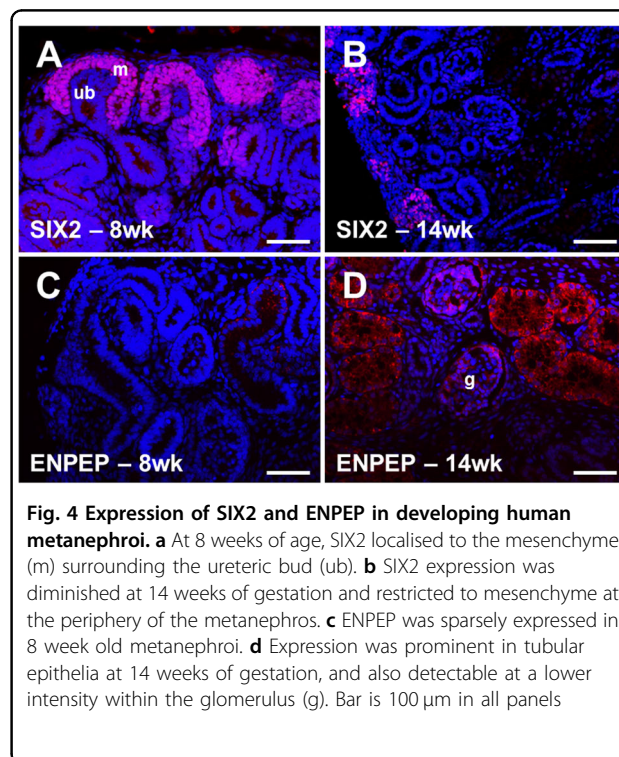 A
m
ub
SIX2 – 8wk
B
SIX2 – 14wk
C
ENPEP – 8wk
D
g
ENPEP – 14wk
Fig. 4 Expression of SIX2 and ENPEP in developing human
metanephroi. a At 8 weeks of age, SIX2 localised to the mesenchyme
(m) surrounding the ureteric bud (ub). b SIX2 expression was
diminished at 14 weeks of gestation and restricted to mesenchyme at
the periphery of the metanephros. c ENPEP was sparsely expressed in
8 week old metanephroi. d Expression was prominent in tubular
epithelia at 14 weeks of gestation, and also detectable at a lower
intensity within the glomerulus (g). Bar is 100 µm in all panels